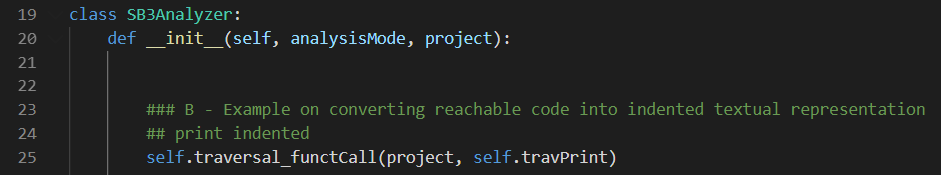 19 class SB3Analyzer:
20 def __init__(self, analysisMode, project):
21
22
23 ### B - Example on converting reachable code into indented textual representation
24 ## print indented
25 self.traversal_functCall(project, self.travPrint)